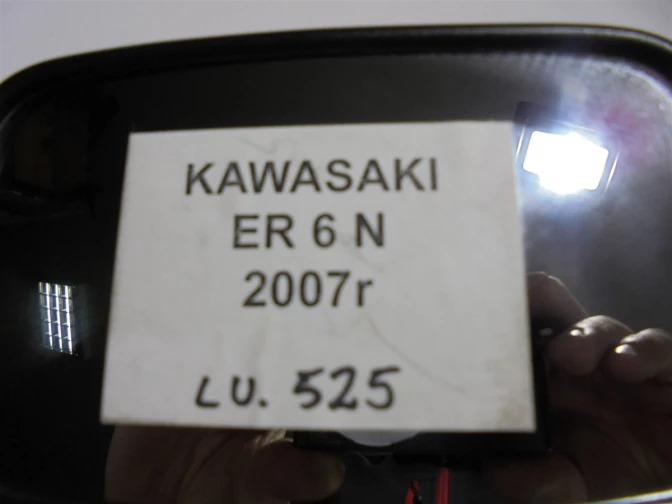 KAWASAKI
ER 6 N
2007r
LU. 525